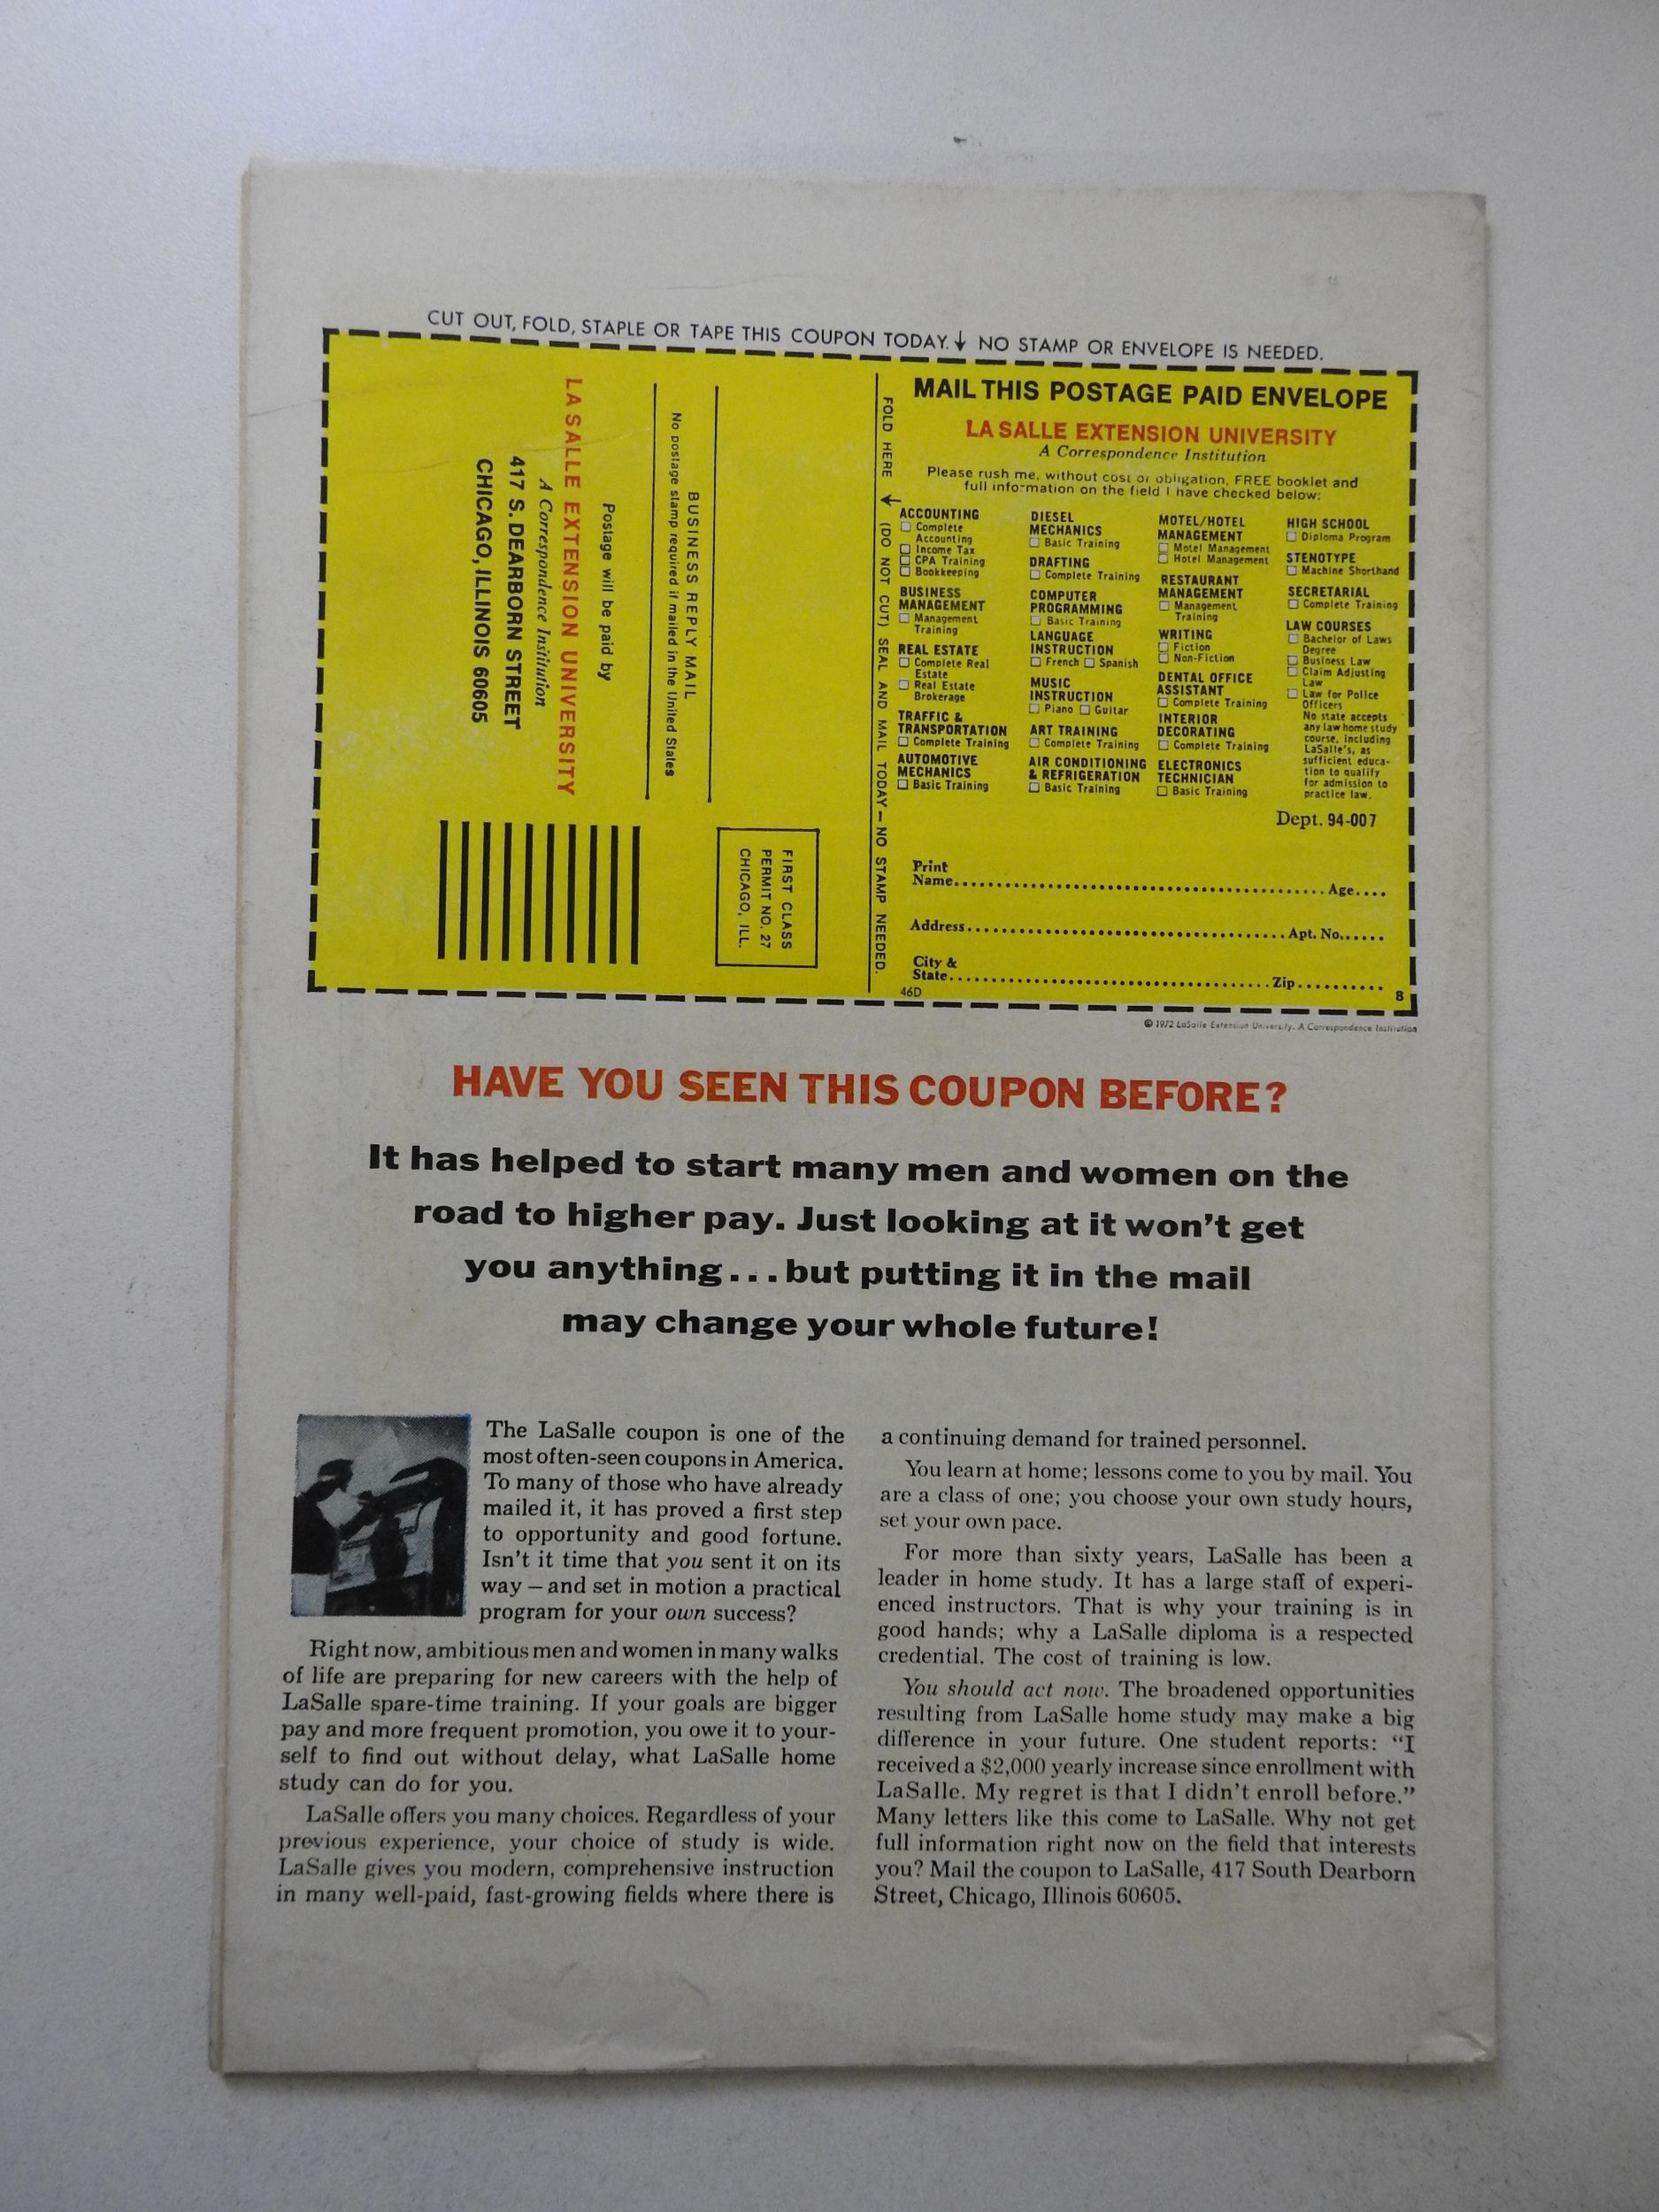 CUT OUT, FOLD, STAPLE OR TAPE THIS COUPON TODAY. ↓ NO STAMP OR ENVELOPE IS NEEDED.
BUSINESS REPLY MAIL
No postage stamp required if mailed in the United States
Postage will be paid by
LA SALLE EXTENSION UNIVERSITY
A Correspondence Institution
417 S. DEARBORN STREET
CHICAGO, ILLINOIS 60605
FIRST CLASS
PERMIT NO. 27
CHICAGO, ILL.
FOLD HERE → (DO NOT CUT) SEAL AND MAIL TODAY — NO STAMP NEEDED.
MAIL THIS POSTAGE PAID ENVELOPE
LA SALLE EXTENSION UNIVERSITY
A Correspondence Institution
Please rush me, without cost or obligation, FREE booklet and
full information on the field I have checked below:
ACCOUNTING
☐ Complete
Accounting
☐ Income Tax
☐ CPA Training
☐ Bookkeeping
BUSINESS
MANAGEMENT
☐ Management
Training
REAL ESTATE
☐ Complete Real
Estate
☐ Real Estate
Brokerage
TRAFFIC &
TRANSPORTATION
☐ Complete Training
AUTOMOTIVE
MECHANICS
☐ Basic Training
DIESEL
MECHANICS
☐ Basic Training
DRAFTING
☐ Complete Training
COMPUTER
PROGRAMMING
☐ Basic Training
LANGUAGE
INSTRUCTION
☐ French ☐ Spanish
MUSIC
INSTRUCTION
☐ Piano ☐ Guitar
ART TRAINING
☐ Complete Training
AIR CONDITIONING
& REFRIGERATION
☐ Basic Training
MOTEL/HOTEL
MANAGEMENT
☐ Motel Management
☐ Hotel Management
RESTAURANT
MANAGEMENT
☐ Management
Training
WRITING
☐ Fiction
☐ Non-Fiction
DENTAL OFFICE
ASSISTANT
☐ Complete Training
INTERIOR
DECORATING
☐ Complete Training
ELECTRONICS
TECHNICIAN
☐ Basic Training
HIGH SCHOOL
☐ Diploma Program
STENOTYPE
☐ Machine Shorthand
SECRETARIAL
☐ Complete Training
LAW COURSES
☐ Bachelor of Laws
Degree
☐ Business Law
☐ Claim Adjusting
Law
☐ Law for Police
Officers
No state accepts
any law home study
course, including
LaSalle's, as
sufficient educa-
tion to qualify
for admission to
practice law.
Dept. 94-007
Print
Name.......... Age....
Address.......... Apt. No......
City &
State.......... Zip..........
46D 8
© 1972 LaSalle Extension University. A Correspondence Institution
HAVE YOU SEEN THIS COUPON BEFORE?
It has helped to start many men and women on the
road to higher pay. Just looking at it won't get
you anything...but putting it in the mail
may change your whole future!
The LaSalle coupon is one of the
most often-seen coupons in America.
To many of those who have already
mailed it, it has proved a first step
to opportunity and good fortune.
Isn't it time that you sent it on its
way — and set in motion a practical
program for your own success?
Right now, ambitious men and women in many walks
of life are preparing for new careers with the help of
LaSalle spare-time training. If your goals are bigger
pay and more frequent promotion, you owe it to your-
self to find out without delay, what LaSalle home
study can do for you.
LaSalle offers you many choices. Regardless of your
previous experience, your choice of study is wide.
LaSalle gives you modern, comprehensive instruction
in many well-paid, fast-growing fields where there is
a continuing demand for trained personnel.
You learn at home; lessons come to you by mail. You
are a class of one; you choose your own study hours,
set your own pace.
For more than sixty years, LaSalle has been a
leader in home study. It has a large staff of experi-
enced instructors. That is why your training is in
good hands; why a LaSalle diploma is a respected
credential. The cost of training is low.
You should act now. The broadened opportunities
resulting from LaSalle home study may make a big
difference in your future. One student reports: "I
received a $2,000 yearly increase since enrollment with
LaSalle. My regret is that I didn't enroll before."
Many letters like this come to LaSalle. Why not get
full information right now on the field that interests
you? Mail the coupon to LaSalle, 417 South Dearborn
Street, Chicago, Illinois 60605.